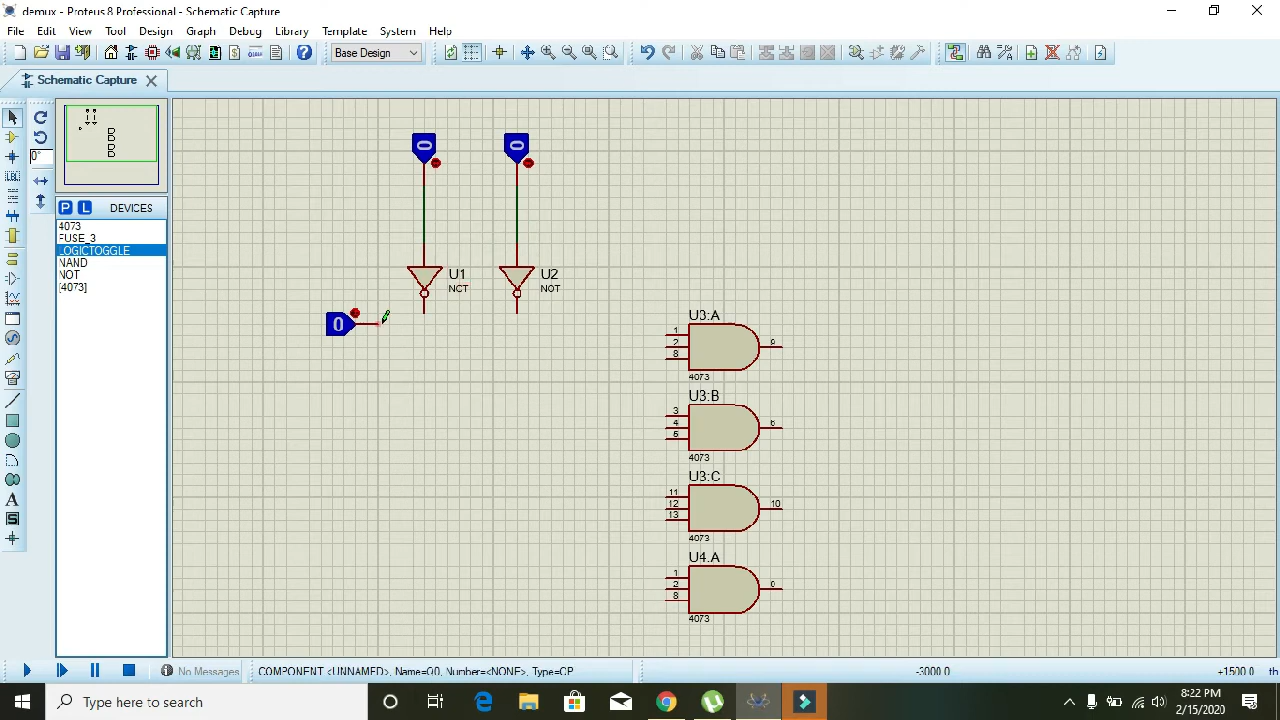 demux - Proteus 8 Professional - Schematic Capture
File Edit View Tool Design Graph Debug Library Template System Help
Base Design
Schematic Capture
0°
P L DEVICES
4073
FUSE_3
LOGICTOGGLE
NAND
NOT
[4073]
0 0
U1
NOT
U2
NOT
0
U3:A
1
2
8
9
4073
U3:B
3
4
5
6
4073
U3:C
11
12
13
10
4073
U4:A
1
2
8
9
4073
No Messages
COMPONENT <UNNAMED>, Name=Q0, Number=<NONE>, Type=OP
-3000.0
+1500.0
th
Type here to search
8:22 PM
2/15/2020